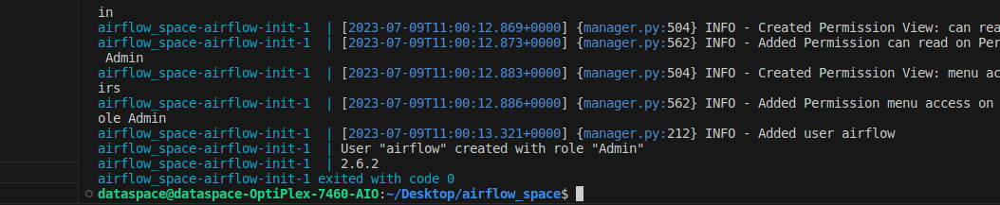 in
airflow_space-airflow-init-1  | [2023-07-09T11:00:12.869+0000] {manager.py:504} INFO - Created Permission View: can rea
airflow_space-airflow-init-1  | [2023-07-09T11:00:12.873+0000] {manager.py:562} INFO - Added Permission can read on Per
 Admin
airflow_space-airflow-init-1  | [2023-07-09T11:00:12.883+0000] {manager.py:504} INFO - Created Permission View: menu ac
irs
airflow_space-airflow-init-1  | [2023-07-09T11:00:12.886+0000] {manager.py:562} INFO - Added Permission menu access on
ole Admin
airflow_space-airflow-init-1  | [2023-07-09T11:00:13.321+0000] {manager.py:212} INFO - Added user airflow
airflow_space-airflow-init-1  | User "airflow" created with role "Admin"
airflow_space-airflow-init-1  | 2.6.2
airflow_space-airflow-init-1 exited with code 0
dataspace@dataspace-OptiPlex-7460-AIO:~/Desktop/airflow_space$